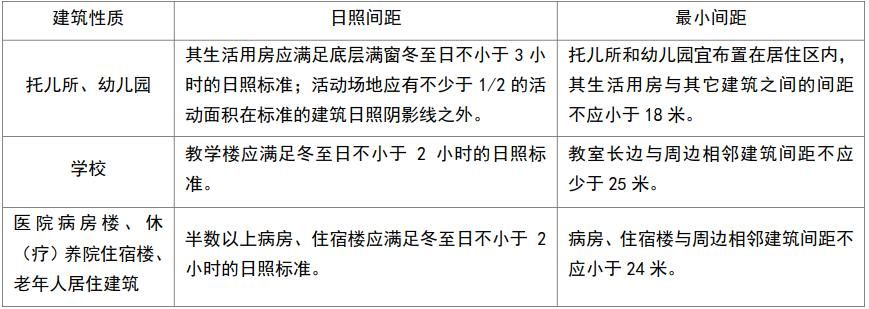 建筑性质
日照间距
最小间距
托儿所、幼儿园
其生活用房应满足底层满窗冬至日不小于3小
时的日照标准；活动场地应有不少于1/2的活
动面积在标准的建筑日照阴影线之外。
托儿所和幼儿园宜布置在居住区内，
其生活用房与其它建筑之间的间距
不应小于18米。
学校
教学楼应满足冬至日不小于 2 小时的日照标
准。
教室长边与周边相邻建筑间距不应
少于25米。
医院病房楼、休
（疗）养院住宿楼、
老年人居住建筑
半数以上病房、住宿楼应满足冬至日不小于 2
小时的日照标准。
病房、住宿楼与周边相邻建筑间距不
应小于24米。